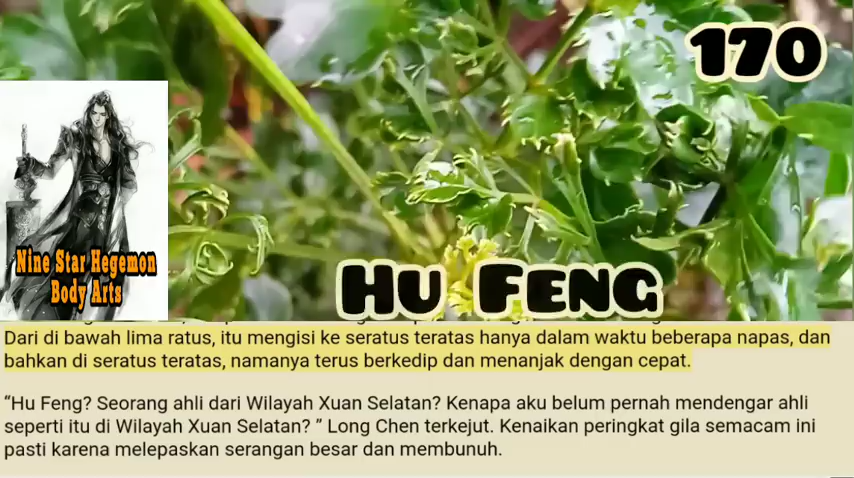 170
Nine Star Hegemon
Body Arts
Hu Feng
Dari di bawah lima ratus, itu mengisi ke seratus teratas hanya dalam waktu beberapa napas, dan
bahkan di seratus teratas, namanya terus berkedip dan menanjak dengan cepat.
“Hu Feng? Seorang ahli dari Wilayah Xuan Selatan? Kenapa aku belum pernah mendengar ahli
seperti itu di Wilayah Xuan Selatan? ” Long Chen terkejut. Kenaikan peringkat gila semacam ini
pasti karena melepaskan serangan besar dan membunuh.